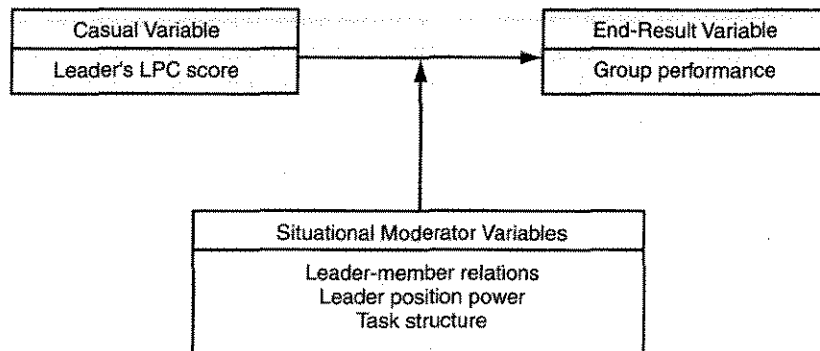 Casual Variable
Leader's LPC score
End-Result Variable
Group performance
Situational Moderator Variables
Leader-member relations
Leader position power
Task structure